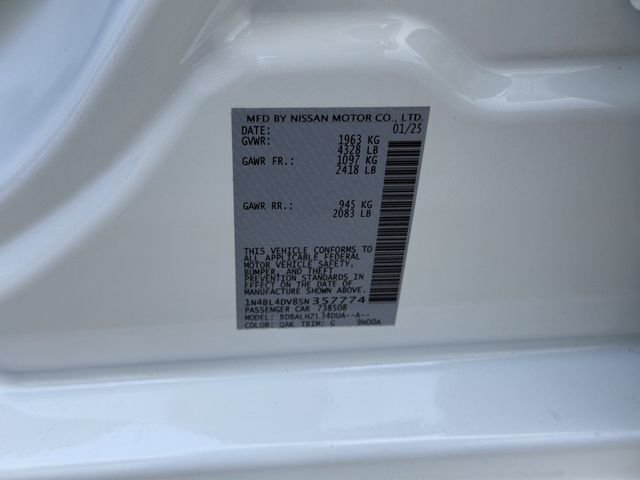 MFD BY NISSAN MOTOR CO., LTD.
DATE: 01/25
GVWR: 1963 KG
4328 LB
GAWR FR.: 1097 KG
2418 LB
GAWR RR.: 945 KG
2083 LB
THIS VEHICLE CONFORMS TO
ALL APPLICABLE FEDERAL
MOTOR VEHICLE SAFETY,
BUMPER, AND THEFT
PREVENTION STANDARDS IN
EFFECT ON THE DATE OF
MANUFACTURE SHOWN ABOVE.
1N4BL4DV8SN357774
PASSENGER CAR 738508
MODEL: BDBALHZL34DUA--A--
COLOR: QAK TRIM: G 9N00A